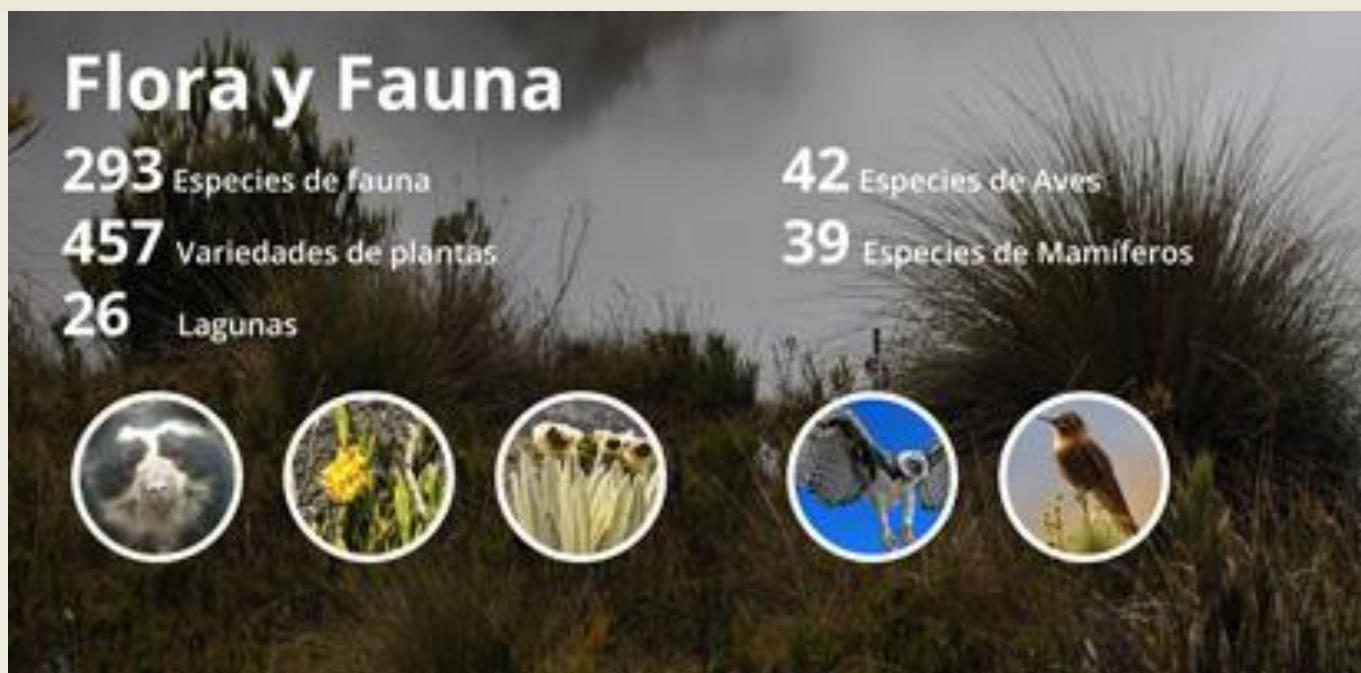 Flora y Fauna
293 Especies de fauna
457 Variedades de plantas
26 Lagunas
42 Especies de Aves
39 Especies de Mamíferos